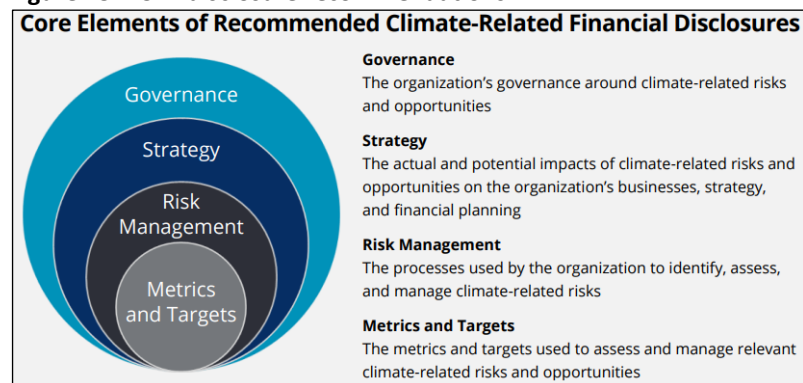 Core Elements of Recommended Climate-Related Financial Disclosures
Governance
Strategy
Risk
Management
Metrics
and Targets
Governance
The organization's governance around climate-related risks
and opportunities
Strategy
The actual and potential impacts of climate-related risks and
opportunities on the organization's businesses, strategy,
and financial planning
Risk Management
The processes used by the organization to identify, assess,
and manage climate-related risks
Metrics and Targets
The metrics and targets used to assess and manage relevant
climate-related risks and opportunities